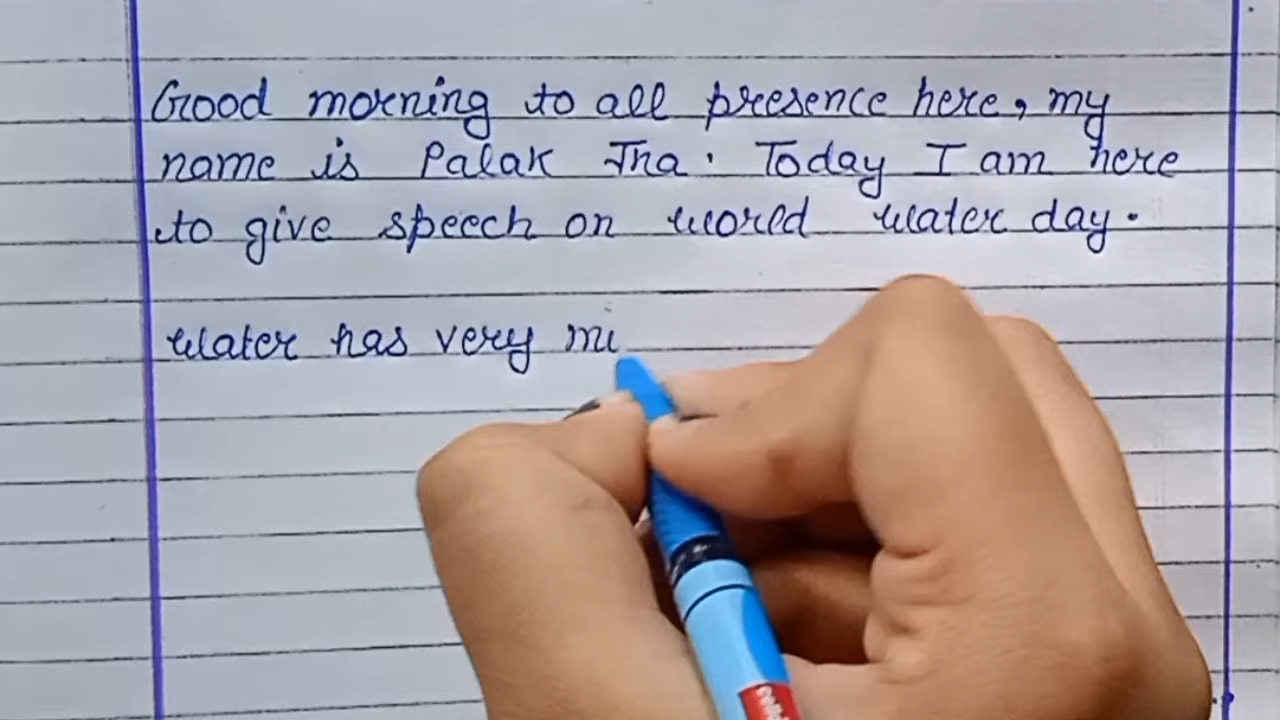 Good morning to all presence here, my
name is Palak Jha. Today I am here
to give speech on world water day.
Water has very mu